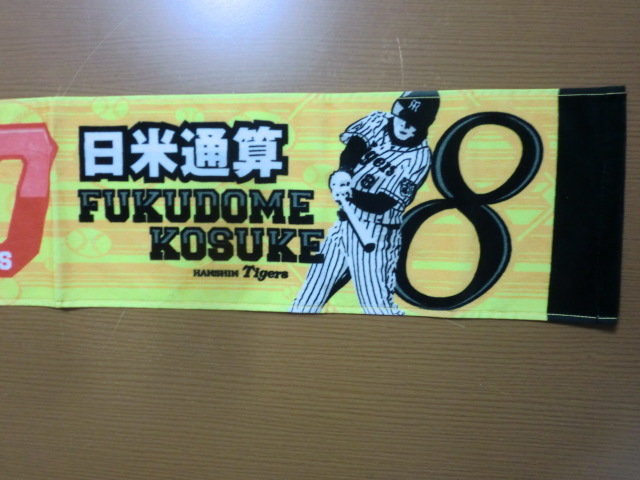 日米通算
FUKUDOME
KOSUKE
HANSHIN Tigers
8
S